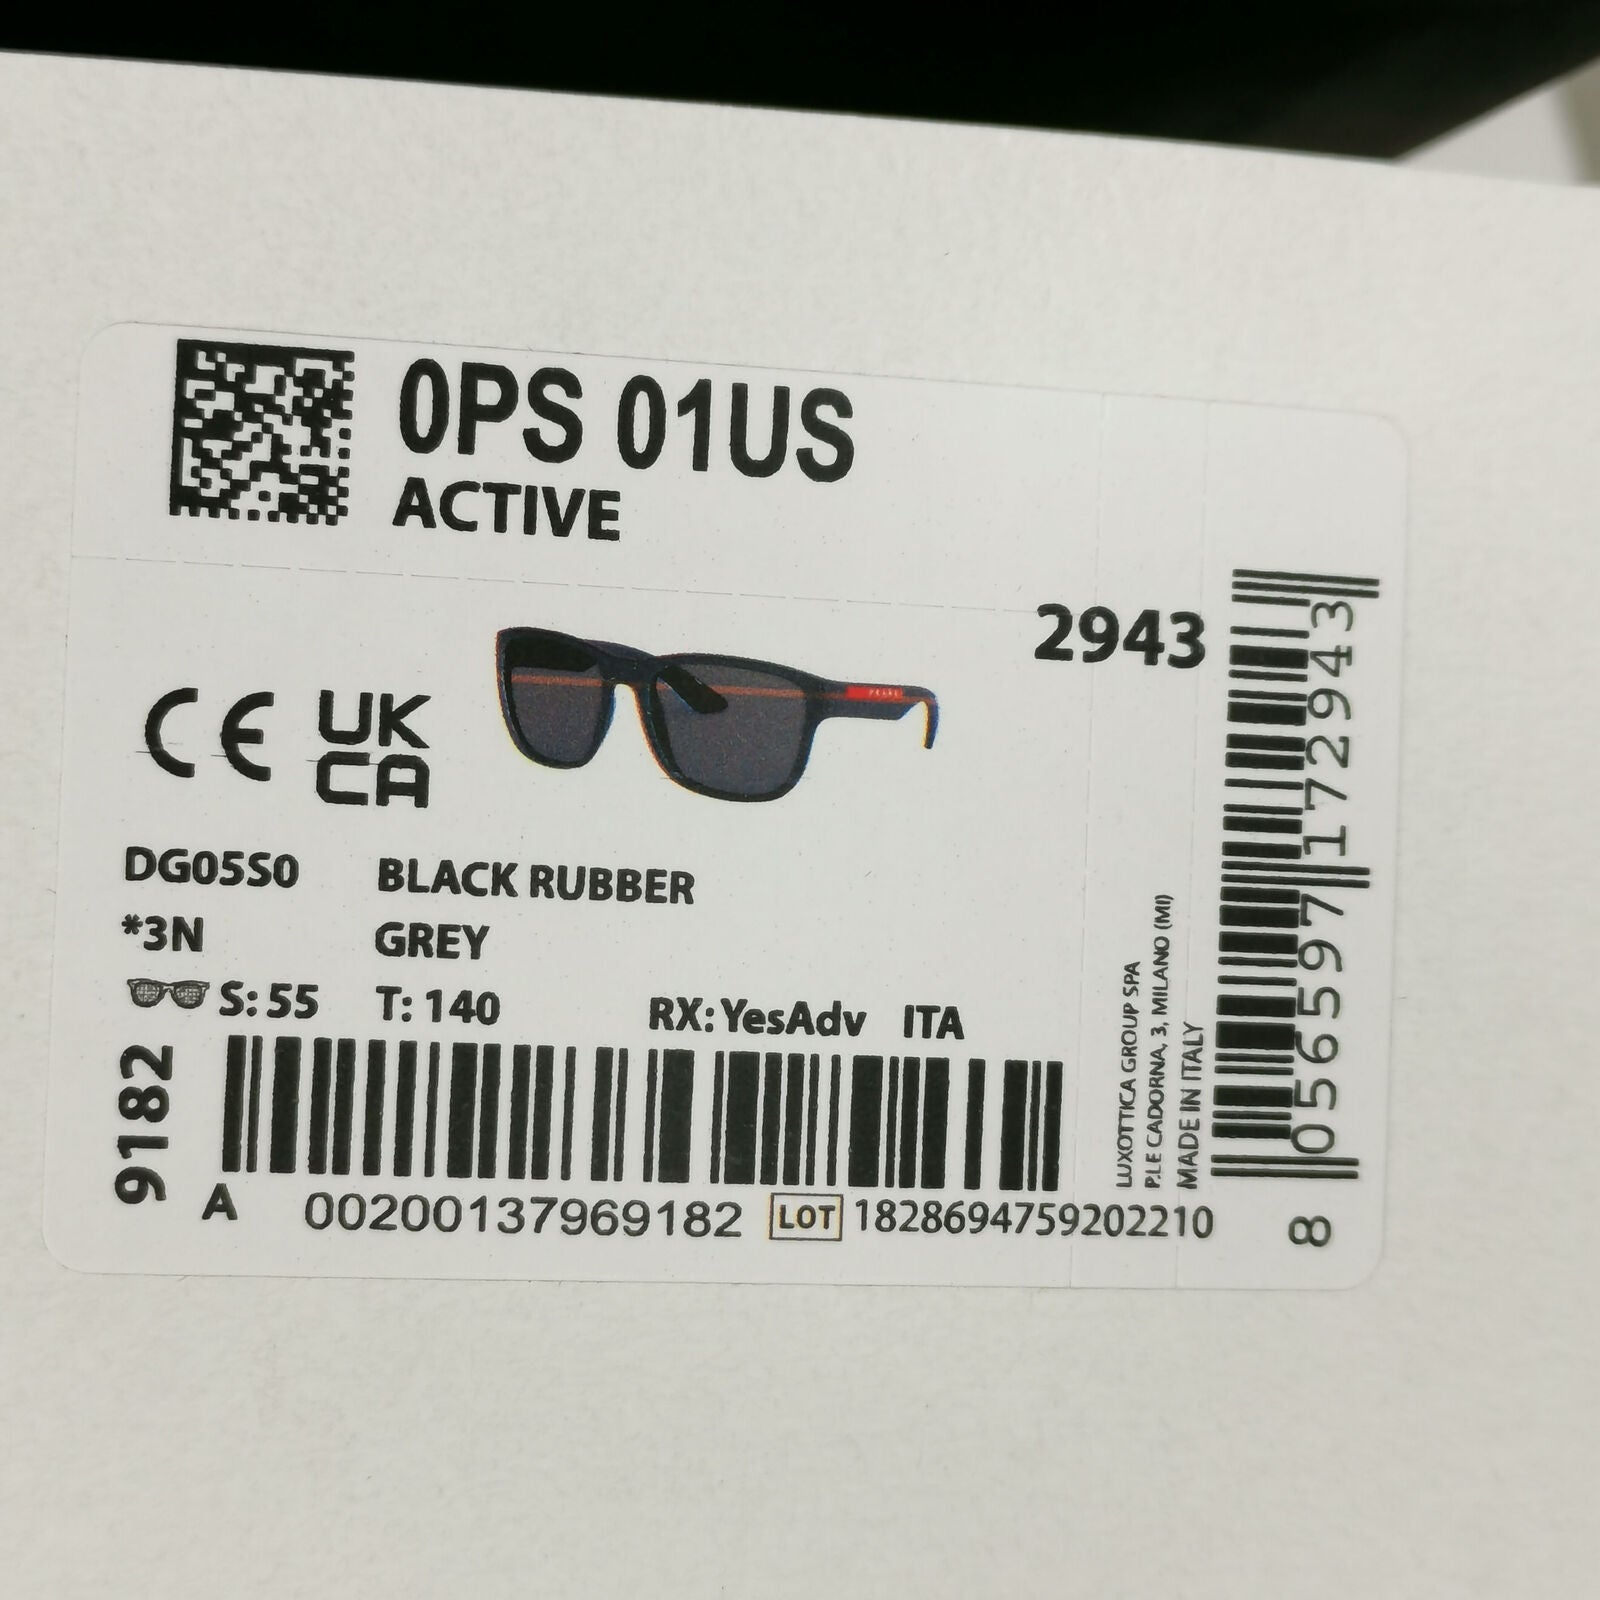 0PS 01US
ACTIVE
2943
CE
UK
CA
PRADA
DG05S0 BLACK RUBBER
*3N GREY
S: 55 T: 140 RX: YesAdv ITA
9182
A 00200137969182 LOT 1828694759202210
LUXOTTICA GROUP SPA
P.LE CADORNA, 3, MILANO (MI)
MADE IN ITALY
8 056597 172943